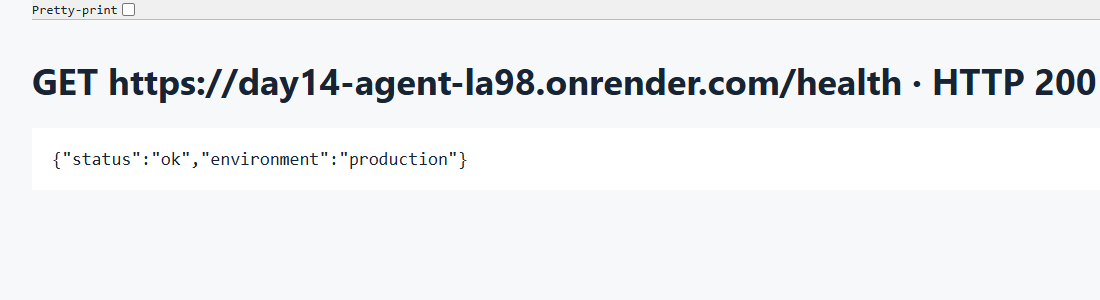 Pretty-print
GET https://day14-agent-la98.onrender.com/health · HTTP 200
{"status":"ok","environment":"production"}